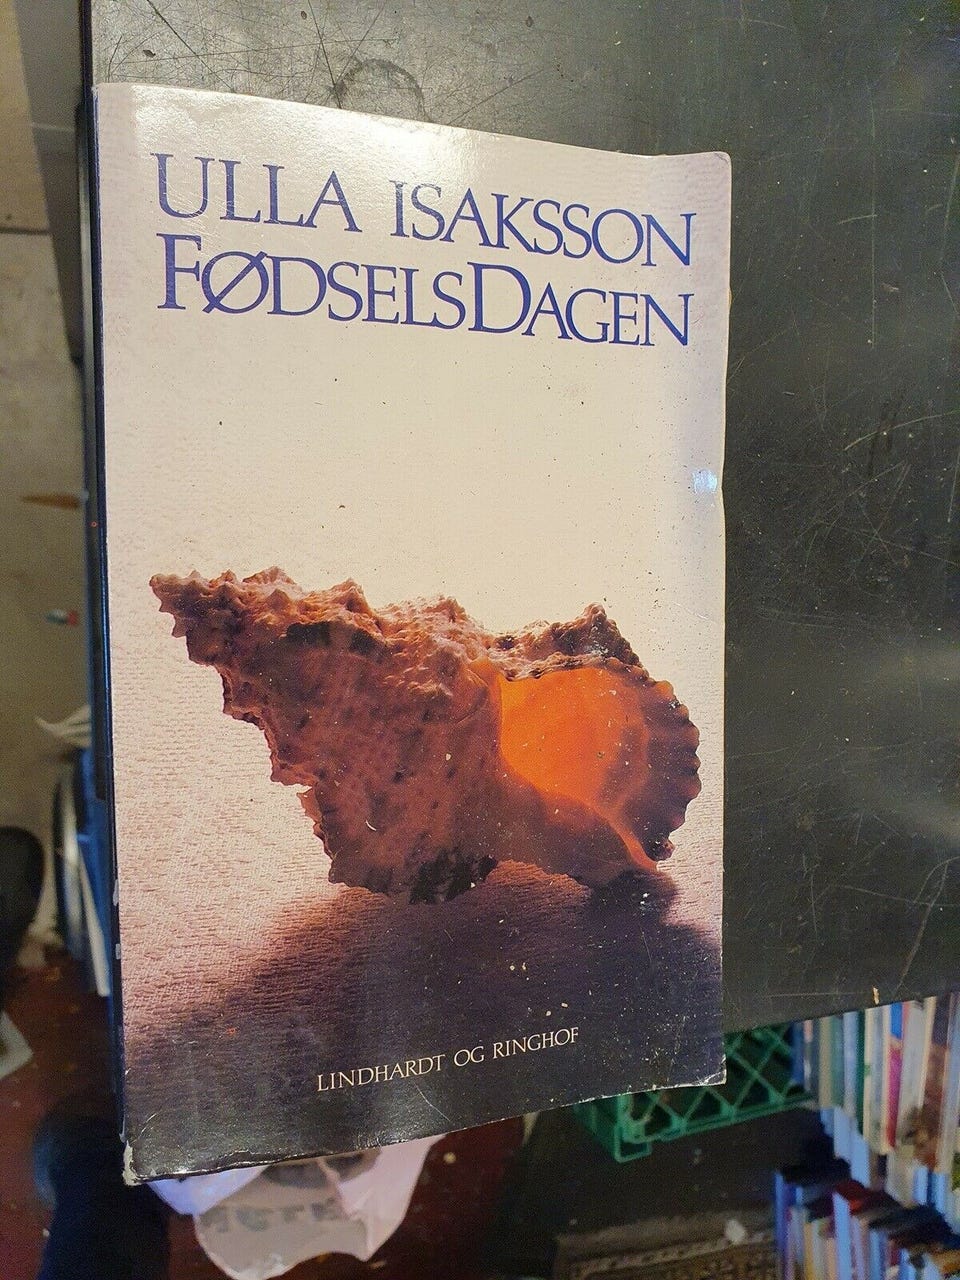 ULLA ISAKSSON
FØDSELSDAGEN
LINDHARDT OG RINGHOF